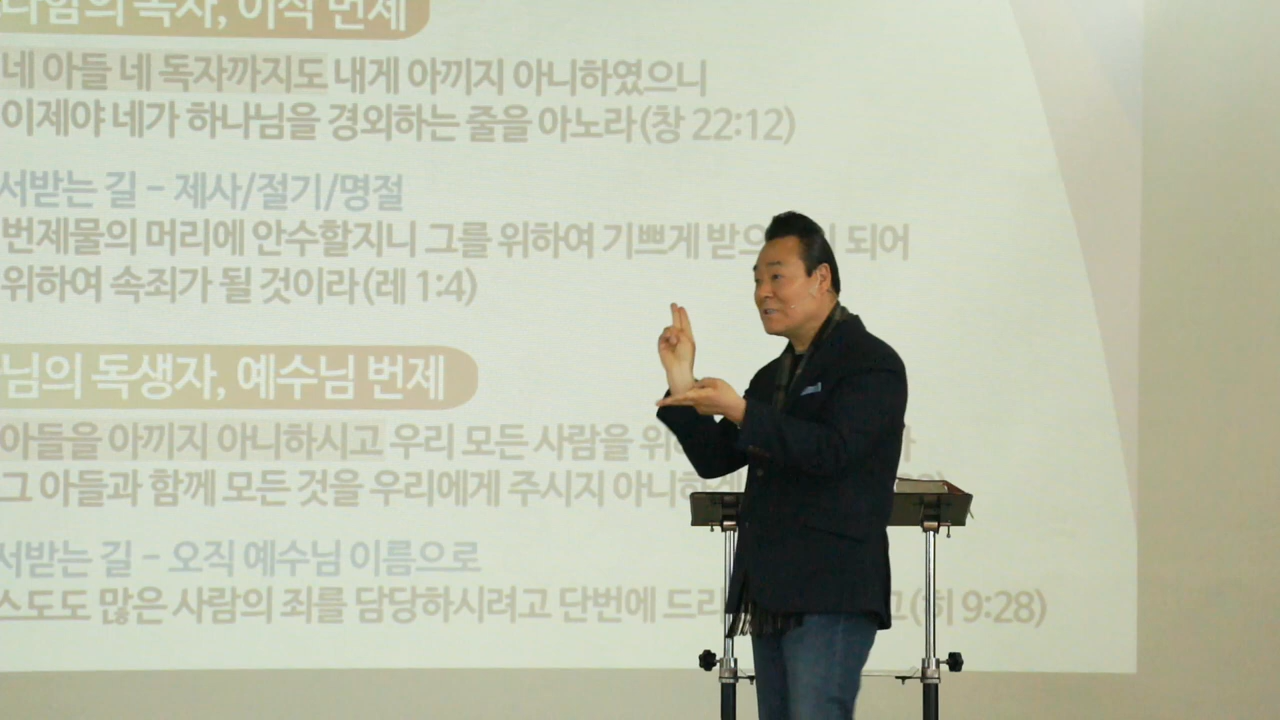 독자, 이삭 번제
네 아들 네 독자까지도 내게 아끼지 아니하였으니
이제야 네가 하나님을 경외하는 줄을 아노라(창 22:12)
서받는 길 - 제사/절기/명절
번제물의 머리에 안수할지니 그를 위하여 기쁘게 받으 되어
위하여 속죄가 될 것이라(레 1:4)
님의 독생자, 예수님 번제
아들을 아끼지 아니하시고 우리 모든 사람을 위
그 아들과 함께 모든 것을 우리에게 주시지 아니하
서받는 길 - 오직 예수님 이름으로
스도도 많은 사람의 죄를 담당하시려고 단번에 드리 고(히 9:28)